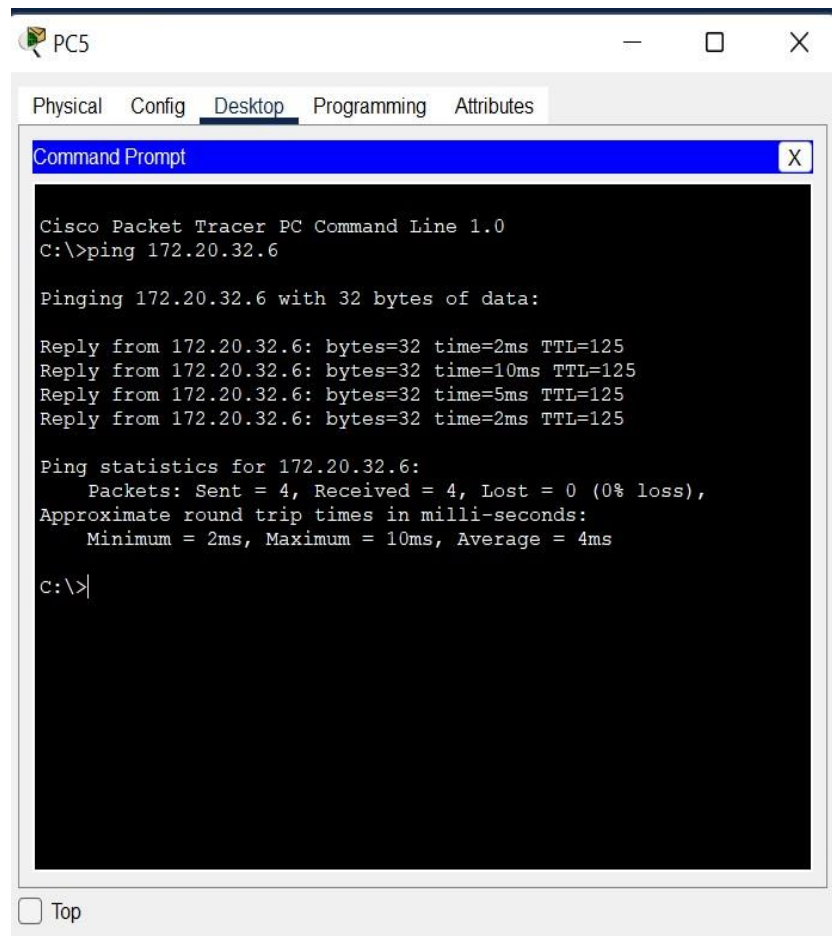 PC5
Physical Config Desktop Programming Attributes
Command Prompt X
Cisco Packet Tracer PC Command Line 1.0
C:\>ping 172.20.32.6
Pinging 172.20.32.6 with 32 bytes of data:
Reply from 172.20.32.6: bytes=32 time=2ms TTL=125
Reply from 172.20.32.6: bytes=32 time=10ms TTL=125
Reply from 172.20.32.6: bytes=32 time=5ms TTL=125
Reply from 172.20.32.6: bytes=32 time=2ms TTL=125
Ping statistics for 172.20.32.6:
Packets: Sent = 4, Received = 4, Lost = 0 (0% loss),
Approximate round trip times in milli-seconds:
Minimum = 2ms, Maximum = 10ms, Average = 4ms
C:\>
Top